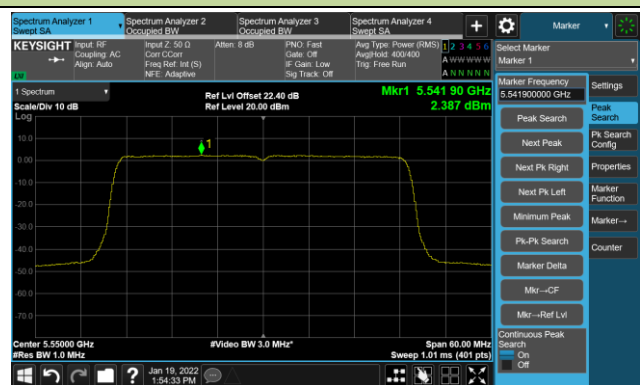 Spectrum Analyzer 1
Swept SA
Spectrum Analyzer 2
Occupied BW
Spectrum Analyzer 3
Occupied BW
Spectrum Analyzer 4
Swept SA
+
Marker
KEYSIGHT
Input: RF
Coupling: AC
Align: Auto
Input Z: 50 Ω
Corr CCorr
Freq Ref: Int (S)
NFE: Adaptive
Atten: 8 dB
PNO: Fast
Gate: Off
IF Gain: Low
Sig Track: Off
Avg Type: Power (RMS)
Avg|Hold: 400/400
Trig: Free Run
1 2 3 4 5 6
A W W W W W
A N N N N N
Select Marker
Marker 1
LXI
1 Spectrum
Scale/Div 10 dB
Log
Ref Lvl Offset 22.40 dB
Ref Level 20.00 dBm
Mkr1 5.541 90 GHz
2.387 dBm
10.0
0.00
-10.0
-20.0
-30.0
-40.0
-50.0
-60.0
-70.0
1
Center 5.55000 GHz
#Res BW 1.0 MHz
#Video BW 3.0 MHz*
Span 60.00 MHz
Sweep 1.01 ms (401 pts)
Marker Frequency
5.541900000 GHz
Peak Search
Next Peak
Next Pk Right
Next Pk Left
Minimum Peak
Pk-Pk Search
Marker Delta
Mkr→CF
Mkr→Ref Lvl
Continuous Peak
Search
On
Off
Settings
Peak
Search
Pk Search
Config
Properties
Marker
Function
Marker→
Counter
?
Jan 19, 2022
1:54:33 PM